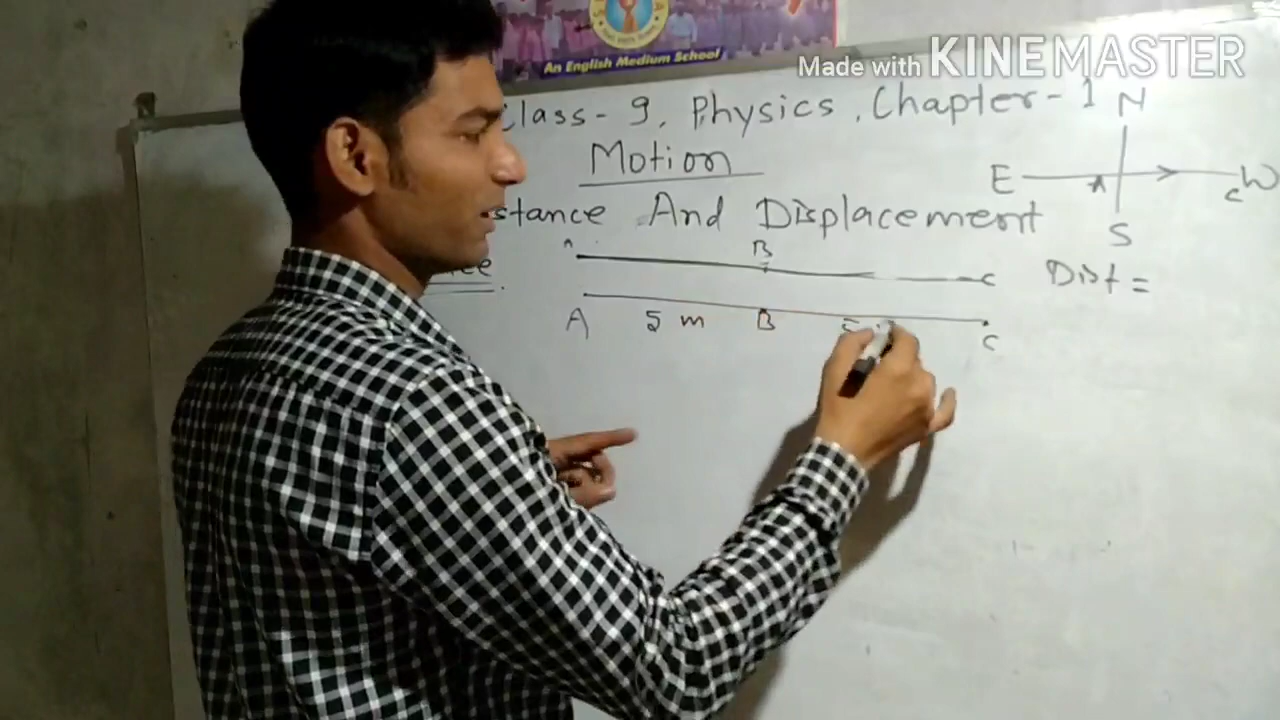 An English Medium School
Made with KINEMASTER
Class - 9, Physics, Chapter - 1
N
Motion
E
A
C
W
stance And Displacement
S
A B C
Dist =
A 5 m B
C